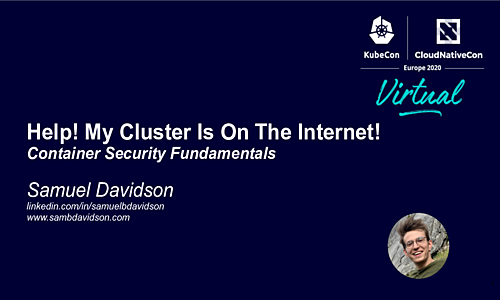 KubeCon
CloudNativeCon
Europe 2020
Virtual
Help! My Cluster Is On The Internet!
Container Security Fundamentals
Samuel Davidson
linkedin.com/in/samuelbdavidson
www.sambdavidson.com